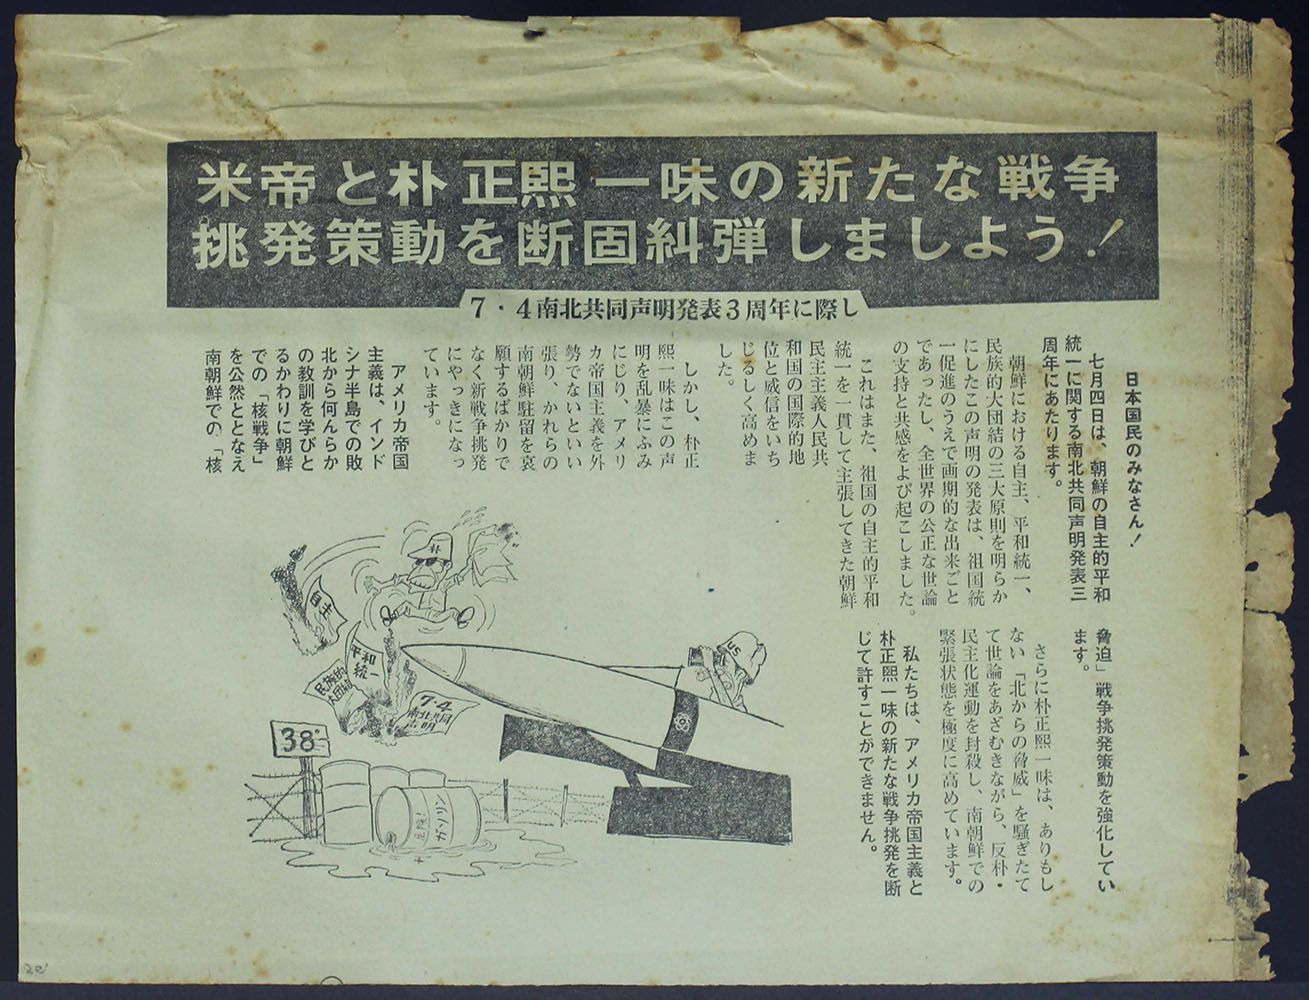 米帝と朴正熙一味の新たな戦争
挑発策動を断固糾弾しましよう！
7・4南北共同声明発表3周年に際し
日本国民のみなさん！
七月四日は、朝鮮の自主的平和
統一に関する南北共同声明発表三
周年にあたります。
朝鮮における自主、平和統一、
民族的大団結の三大原則を明らか
にしたこの声明の発表は、祖国統
一促進のうえで画期的な出来ごと
であったし、全世界の公正な世論
の支持と共感をよび起こしました。
これはまた、祖国の自主的平和
統一を一貫して主張してきた朝鮮
民主主義人民共
和国の国際的地
位と威信をいち
じるしく高めま
した。
しかし、朴正
熙一味はこの声
明を乱暴にふみ
にじり、アメリ
カ帝国主義を外
勢でないといい
張り、かれらの
南朝鮮駐留を哀
願するばかりで
なく新戦争挑発
にやっきになっ
ています。
アメリカ帝国
主義は、インド
シナ半島での敗
北から何んらか
の教訓を学びと
るかわりに朝鮮
での「核戦争」
を公然ととなえ
南朝鮮での「核
脅迫」戦争挑発策動を強化してい
ます。
さらに朴正熙一味は、ありもし
ない「北からの脅威」を騒ぎたて
て世論をあざむきながら、反朴・
民主化運動を封殺し、南朝鮮での
緊張状態を極度に高めています。
私たちは、アメリカ帝国主義と
朴正熙一味の新たな戦争挑発を断
じて許すことができません。
朴
自主
平和
統一
民族的
大団結
7・4
南北共同
声明
US
38°
ガソリン
22